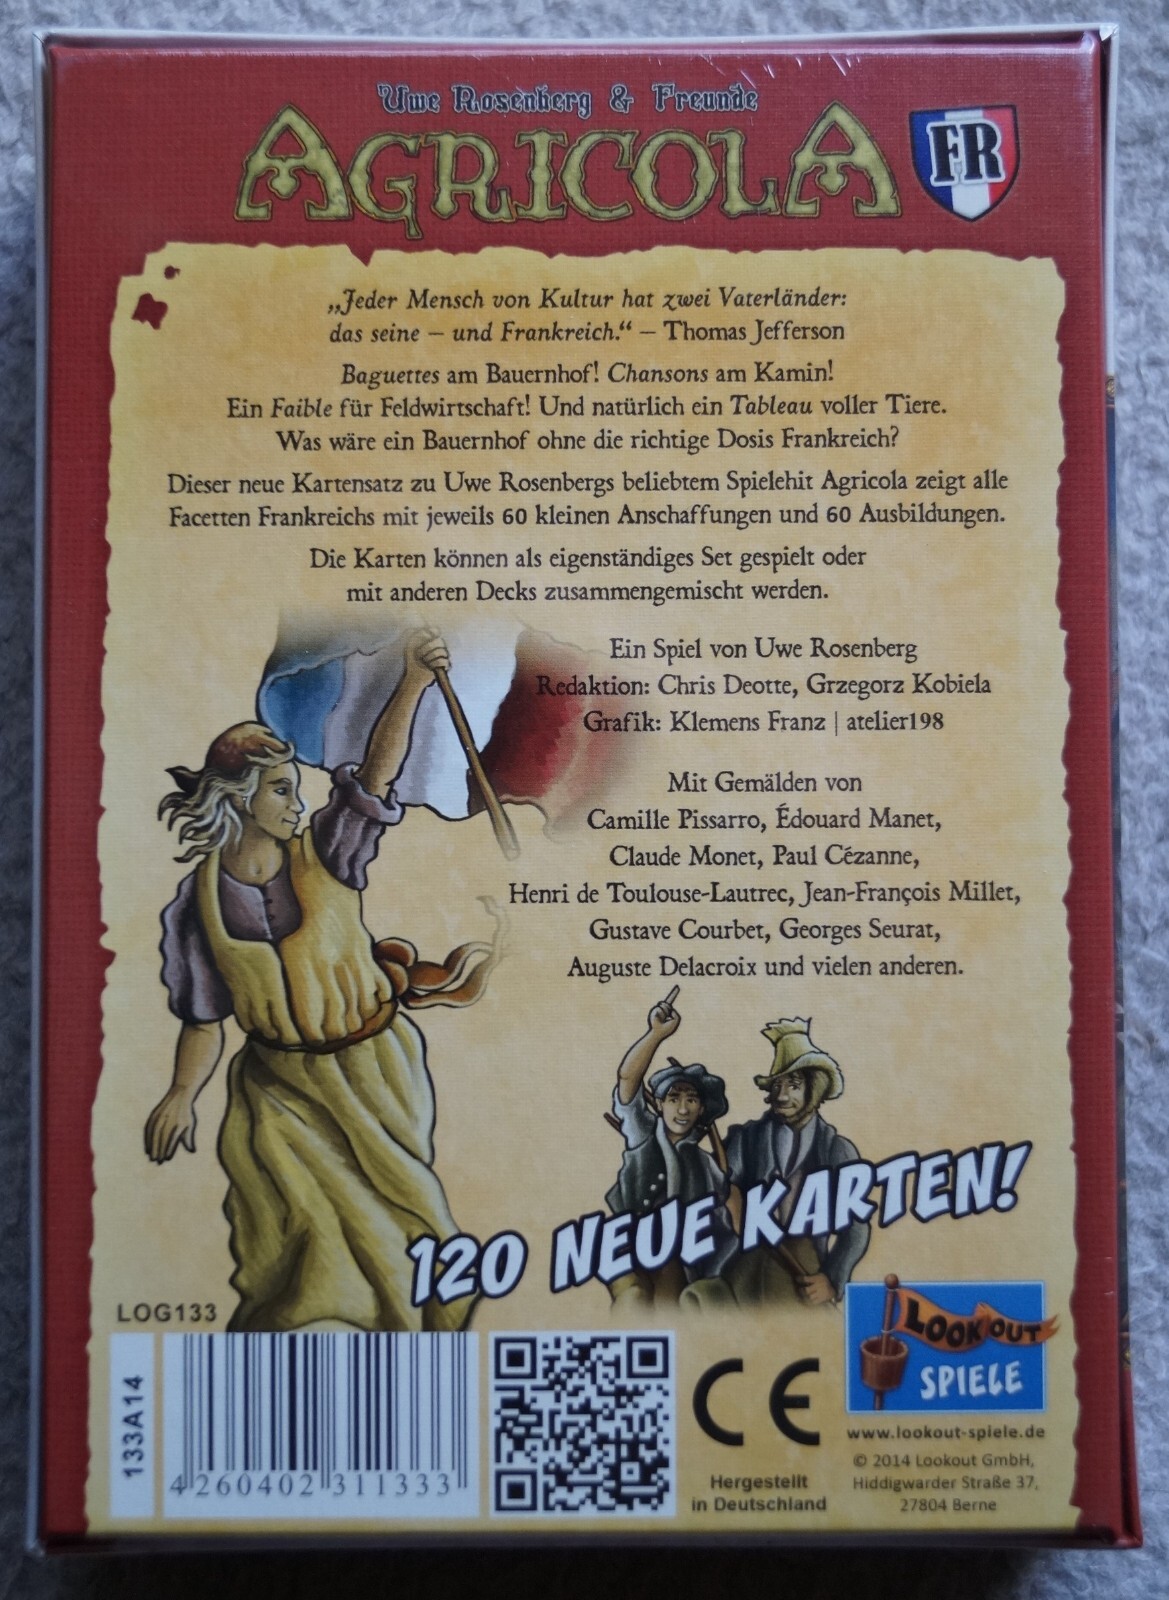 Uwe Rosenberg & Freunde
AGRICOLA
FR
„Jeder Mensch von Kultur hat zwei Vaterländer:
das seine – und Frankreich.“ – Thomas Jefferson
Baguettes am Bauernhof! Chansons am Kamin!
Ein Faible für Feldwirtschaft! Und natürlich ein Tableau voller Tiere.
Was wäre ein Bauernhof ohne die richtige Dosis Frankreich?
Dieser neue Kartensatz zu Uwe Rosenbergs beliebtem Spielehit Agricola zeigt alle
Facetten Frankreichs mit jeweils 60 kleinen Anschaffungen und 60 Ausbildungen.
Die Karten können als eigenständiges Set gespielt oder
mit anderen Decks zusammengemischt werden.
Ein Spiel von Uwe Rosenberg
Redaktion: Chris Deotte, Grzegorz Kobiela
Grafik: Klemens Franz | atelier198
Mit Gemälden von
Camille Pissarro, Édouard Manet,
Claude Monet, Paul Cézanne,
Henri de Toulouse-Lautrec, Jean-François Millet,
Gustave Courbet, Georges Seurat,
Auguste Delacroix und vielen anderen.
120 NEUE KARTEN!
LOG133
133A14
4 260402 311333
CE
Hergestellt
in Deutschland
LOOKOUT
SPIELE
www.lookout-spiele.de
© 2014 Lookout GmbH,
Hiddigwarder Straße 37,
27804 Berne